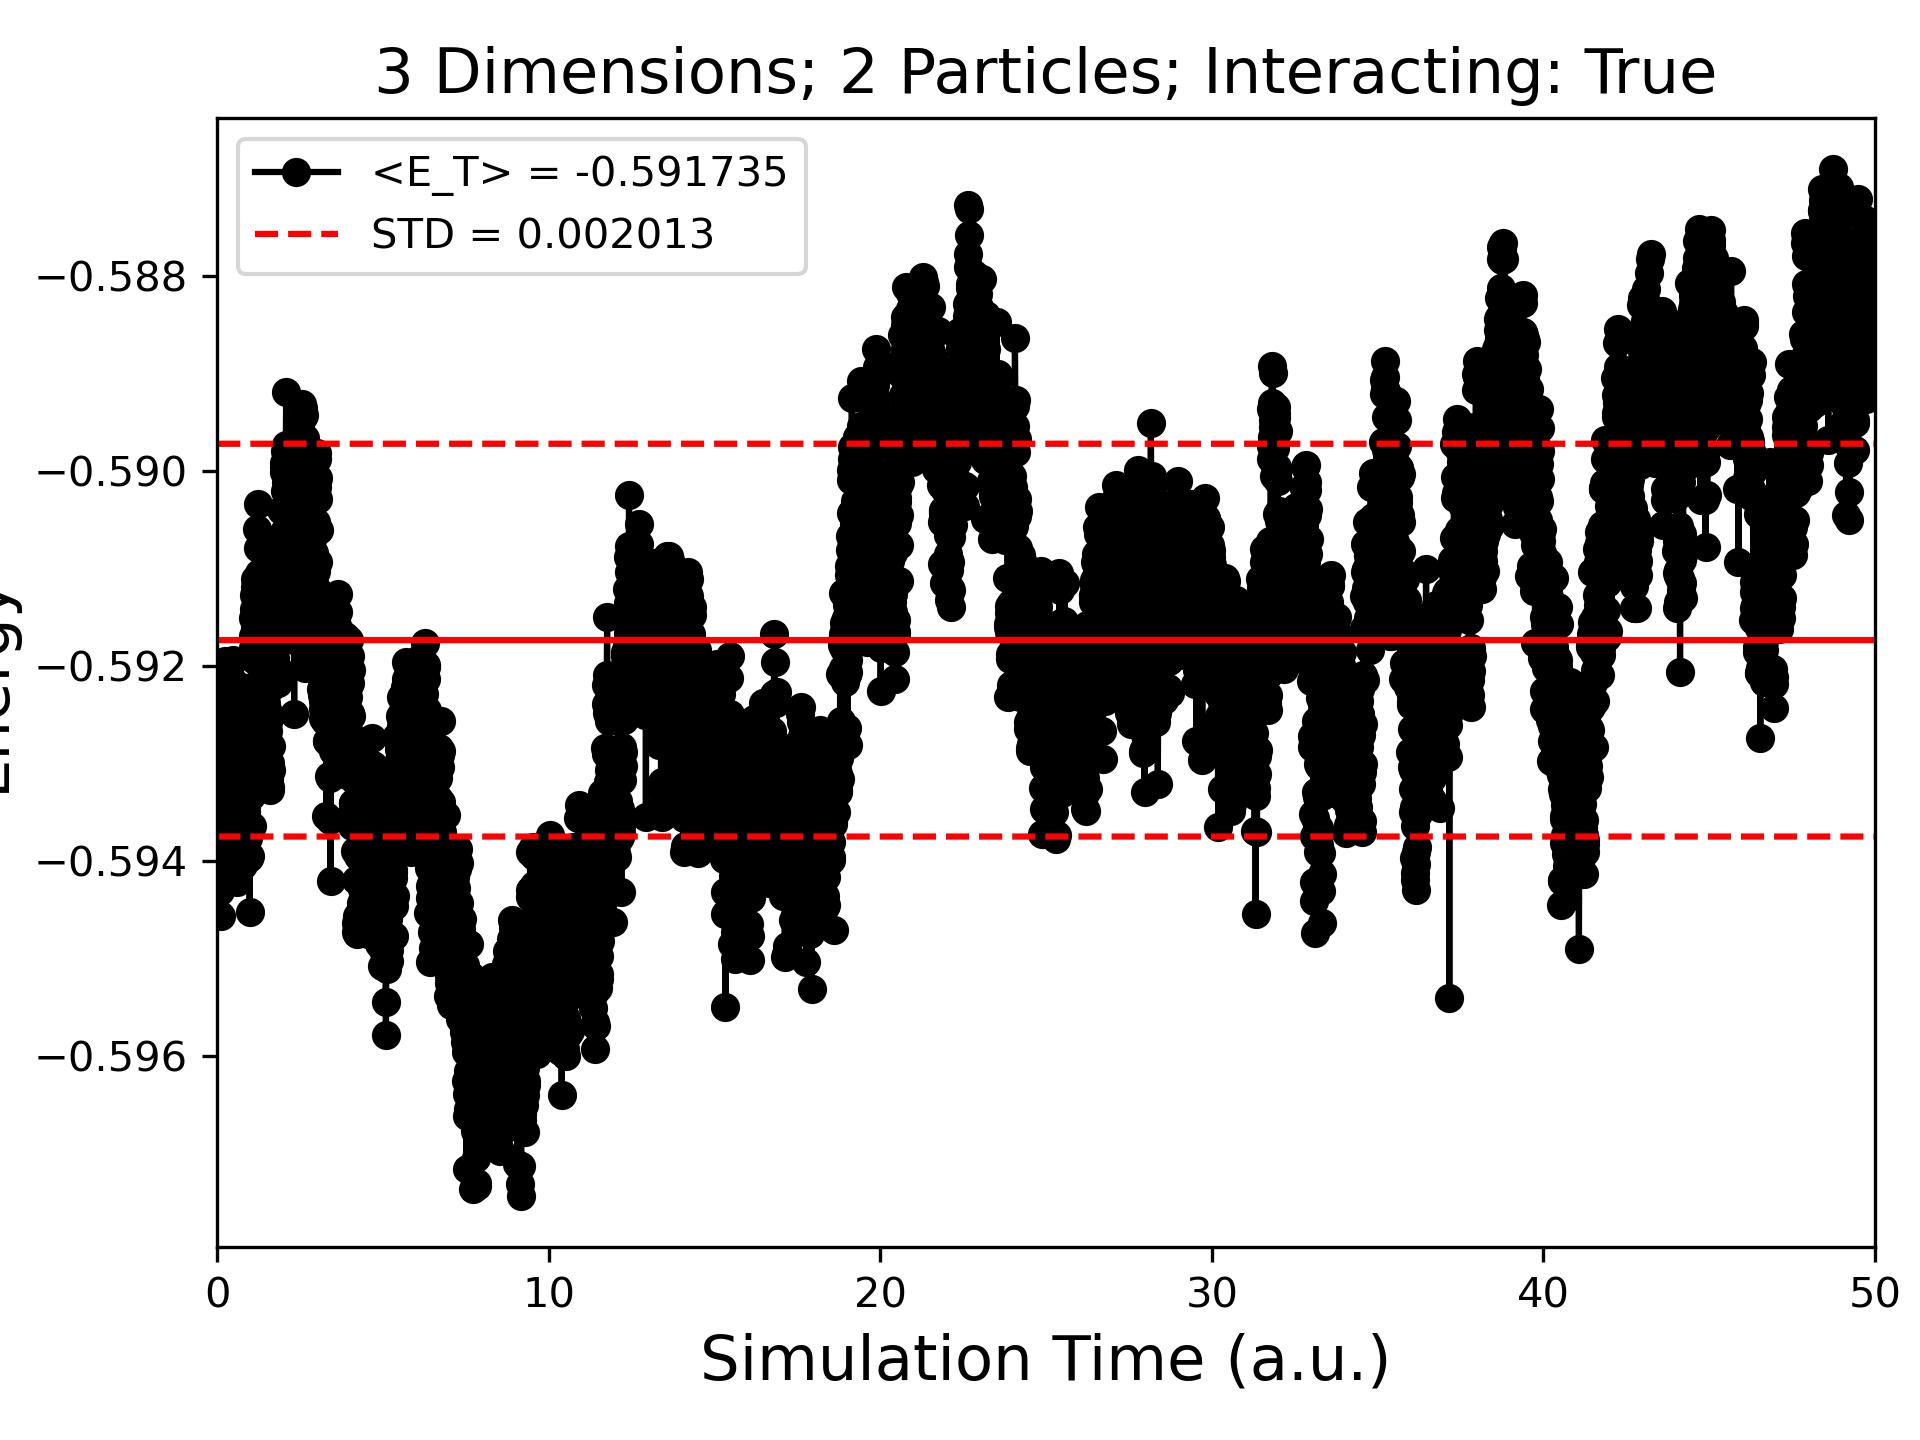 3 Dimensions; 2 Particles; Interacting: True
<E_T> = -0.591735
STD = 0.002013
Energy
−0.588
−0.590
−0.592
−0.594
−0.596
0 10 20 30 40 50
Simulation Time (a.u.)